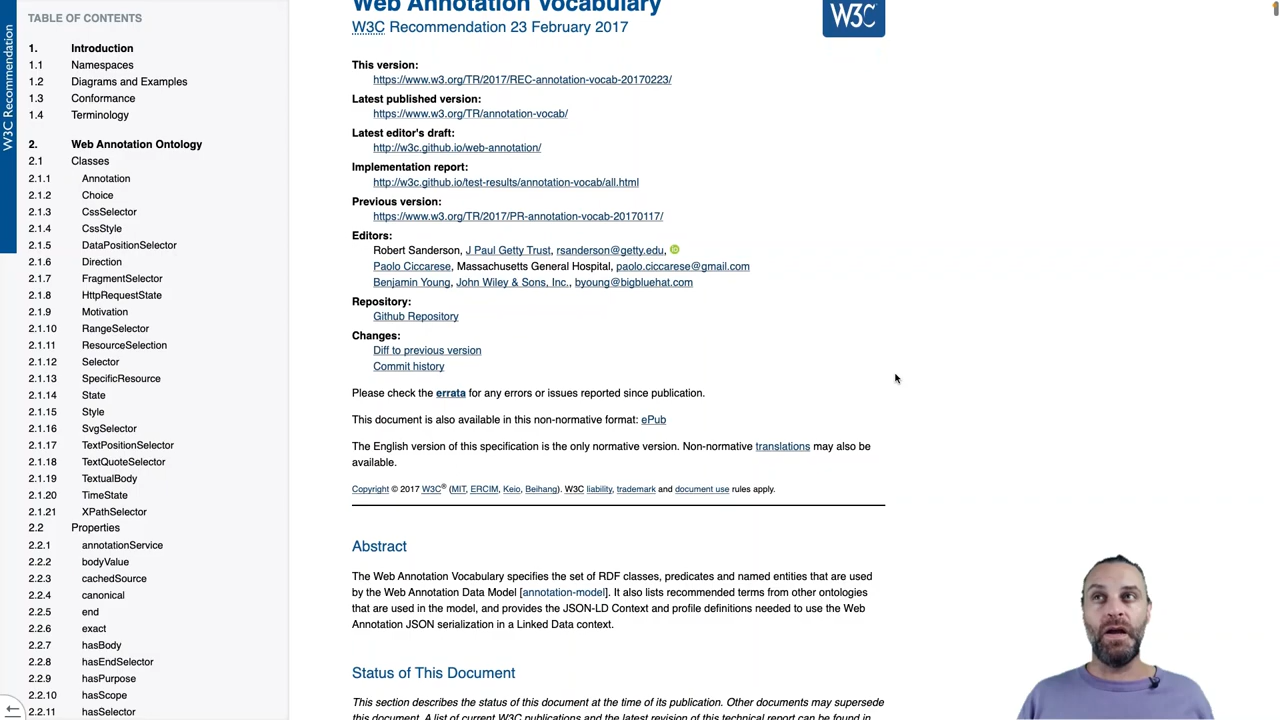 W3C Recommendation
TABLE OF CONTENTS
1. Introduction
1.1 Namespaces
1.2 Diagrams and Examples
1.3 Conformance
1.4 Terminology
2. Web Annotation Ontology
2.1 Classes
2.1.1 Annotation
2.1.2 Choice
2.1.3 CssSelector
2.1.4 CssStyle
2.1.5 DataPositionSelector
2.1.6 Direction
2.1.7 FragmentSelector
2.1.8 HttpRequestState
2.1.9 Motivation
2.1.10 RangeSelector
2.1.11 ResourceSelection
2.1.12 Selector
2.1.13 SpecificResource
2.1.14 State
2.1.15 Style
2.1.16 SvgSelector
2.1.17 TextPositionSelector
2.1.18 TextQuoteSelector
2.1.19 TextualBody
2.1.20 TimeState
2.1.21 XPathSelector
2.2 Properties
2.2.1 annotationService
2.2.2 bodyValue
2.2.3 cachedSource
2.2.4 canonical
2.2.5 end
2.2.6 exact
2.2.7 hasBody
2.2.8 hasEndSelector
2.2.9 hasPurpose
2.2.10 hasScope
2.2.11 hasSelector
Web Annotation Vocabulary
W3C Recommendation 23 February 2017
W3C
This version:
https://www.w3.org/TR/2017/REC-annotation-vocab-20170223/
Latest published version:
https://www.w3.org/TR/annotation-vocab/
Latest editor's draft:
http://w3c.github.io/web-annotation/
Implementation report:
http://w3c.github.io/test-results/annotation-vocab/all.html
Previous version:
https://www.w3.org/TR/2017/PR-annotation-vocab-20170117/
Editors:
Robert Sanderson, J Paul Getty Trust, rsanderson@getty.edu, iD
Paolo Ciccarese, Massachusetts General Hospital, paolo.ciccarese@gmail.com
Benjamin Young, John Wiley & Sons, Inc., byoung@bigbluehat.com
Repository:
Github Repository
Changes:
Diff to previous version
Commit history
Please check the errata for any errors or issues reported since publication.
This document is also available in this non-normative format: ePub
The English version of this specification is the only normative version. Non-normative translations may also be
available.
Copyright © 2017 W3C® (MIT, ERCIM, Keio, Beihang). W3C liability, trademark and document use rules apply.
Abstract
The Web Annotation Vocabulary specifies the set of RDF classes, predicates and named entities that are used
by the Web Annotation Data Model [annotation-model]. It also lists recommended terms from other ontologies
that are used in the model, and provides the JSON-LD Context and profile definitions needed to use the Web
Annotation JSON serialization in a Linked Data context.
Status of This Document
This section describes the status of this document at the time of its publication. Other documents may supersede
this document. A list of current W3C publications and the latest revision of this technical report can be found in